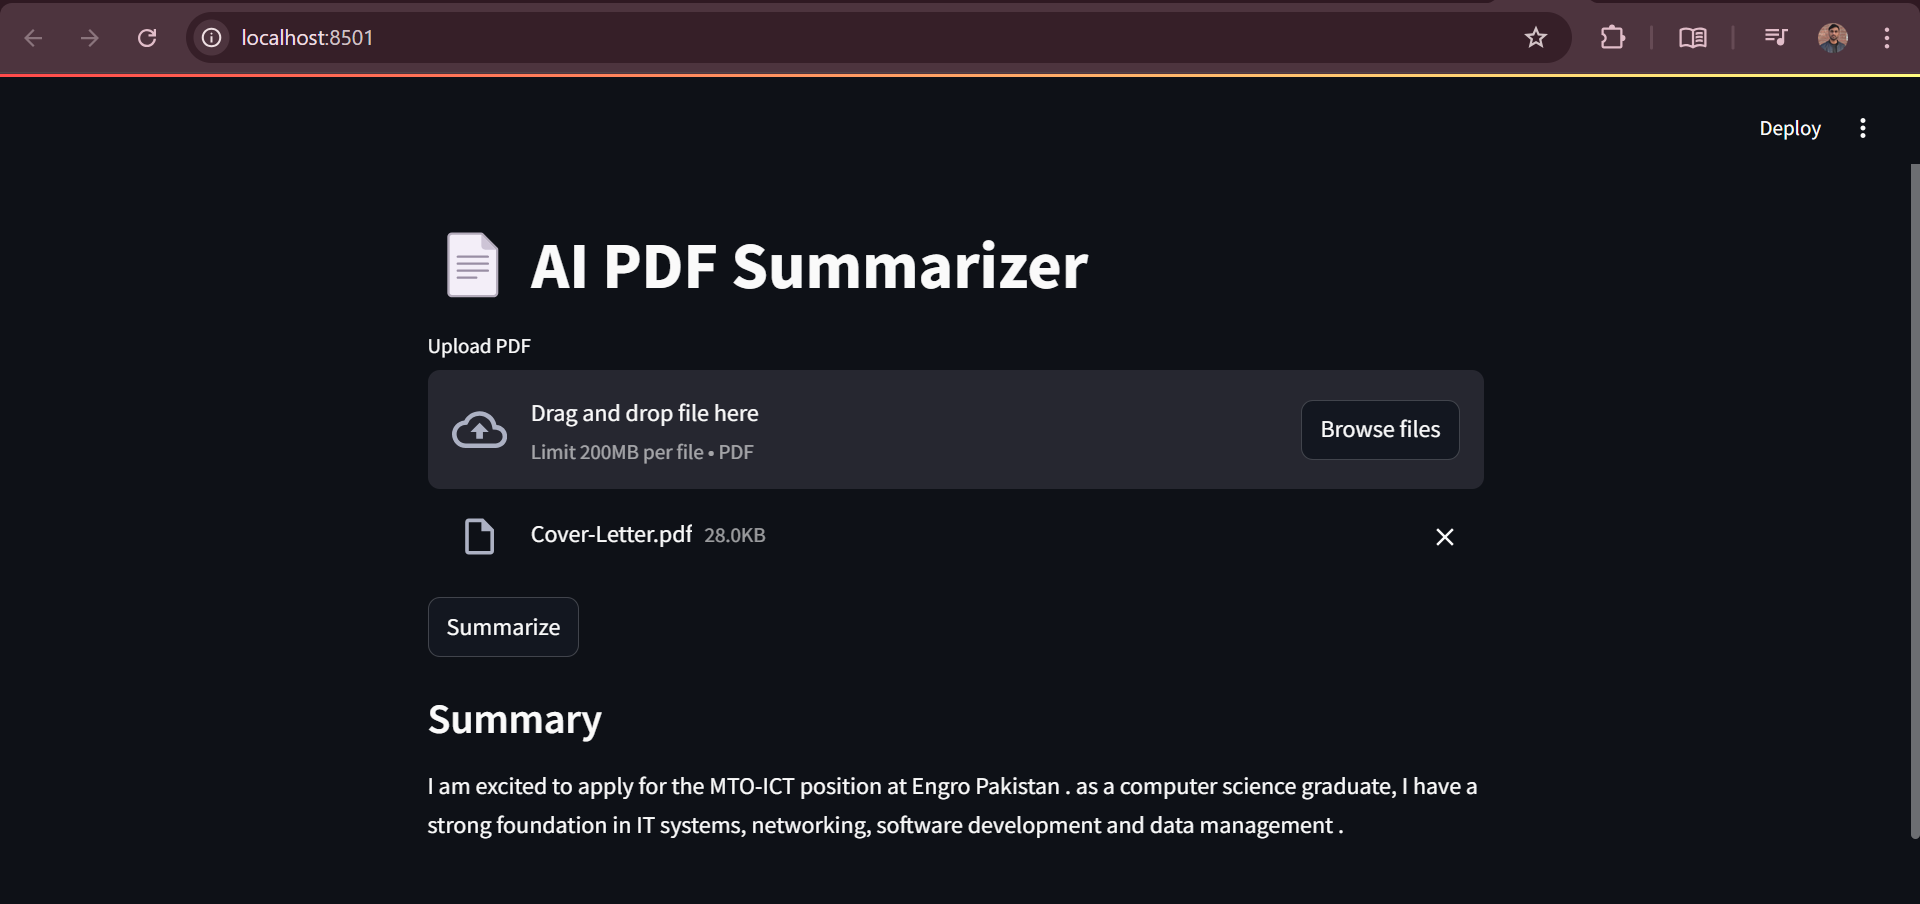 localhost:8501
Deploy
AI PDF Summarizer
Upload PDF
Drag and drop file here
Limit 200MB per file • PDF
Browse files
Cover-Letter.pdf 28.0KB
Summarize
Summary
I am excited to apply for the MTO-ICT position at Engro Pakistan . as a computer science graduate, I have a
strong foundation in IT systems, networking, software development and data management .